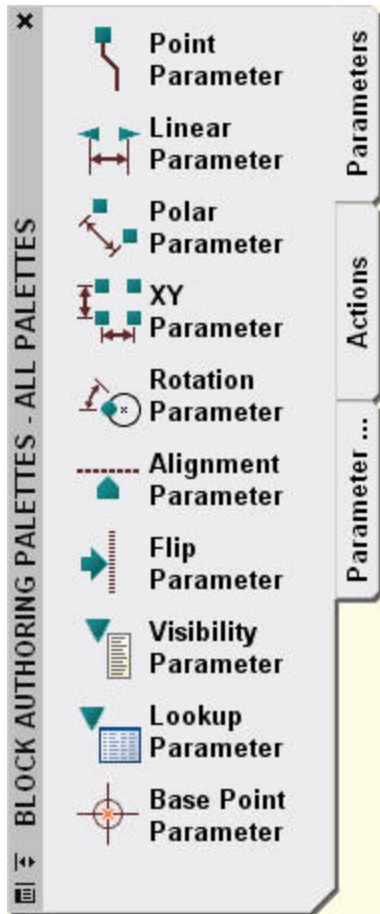 Point
Parameter
Linear
Parameter
Polar
Parameter
XY
Parameter
Rotation
Parameter
Alignment
Parameter
Flip
Parameter
Visibility
Parameter
Lookup
Parameter
Base Point
Parameter
Parameters
Actions
Parameter ...
BLOCK AUTHORING PALETTES - ALL PALETTES